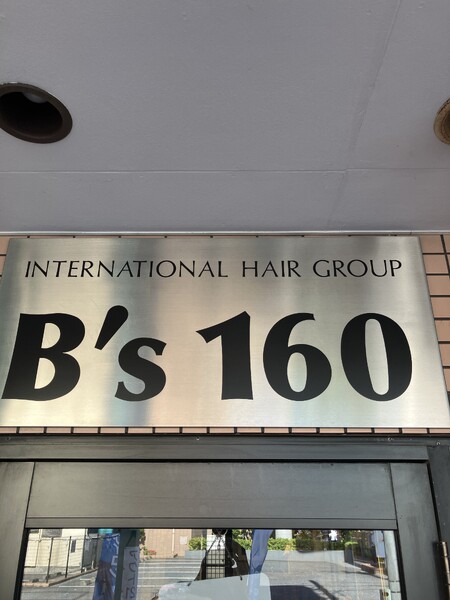 INTERNATIONAL HAIR GROUP
B's 160